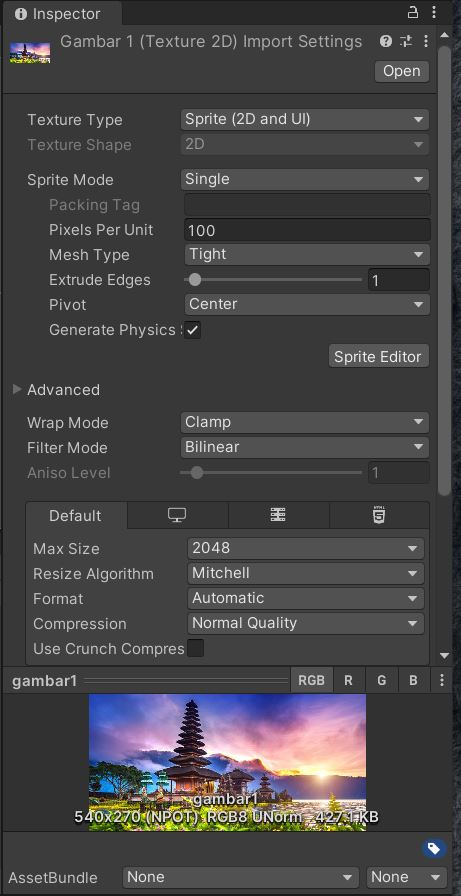 Inspector
Gambar 1 (Texture 2D) Import Settings
Open
Texture Type Sprite (2D and UI)
Texture Shape 2D
Sprite Mode Single
Packing Tag
Pixels Per Unit 100
Mesh Type Tight
Extrude Edges 1
Pivot Center
Generate Physics S
Sprite Editor
Advanced
Wrap Mode Clamp
Filter Mode Bilinear
Aniso Level 1
Default HTML
Max Size 2048
Resize Algorithm Mitchell
Format Automatic
Compression Normal Quality
Use Crunch Compres
gambar1 RGB R G B
gambar1
540x270 (NPOT) RGB8 UNorm 427.1 KB
AssetBundle None None